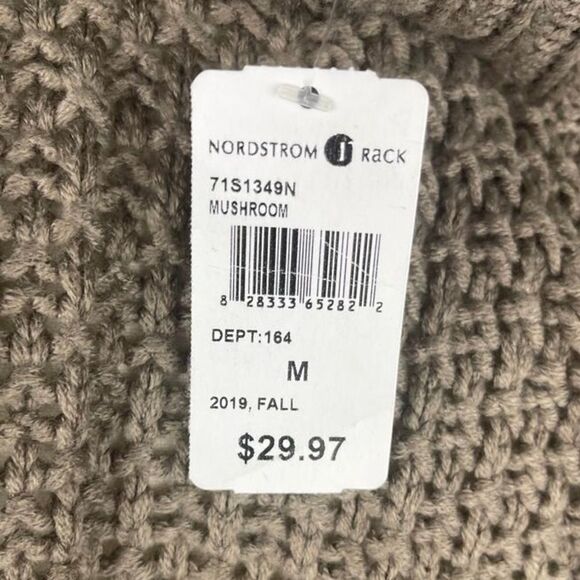 NORDSTROM rack
71S1349N
MUSHROOM
8 28333 65282 2
DEPT:164
M
2019, FALL
$29.97